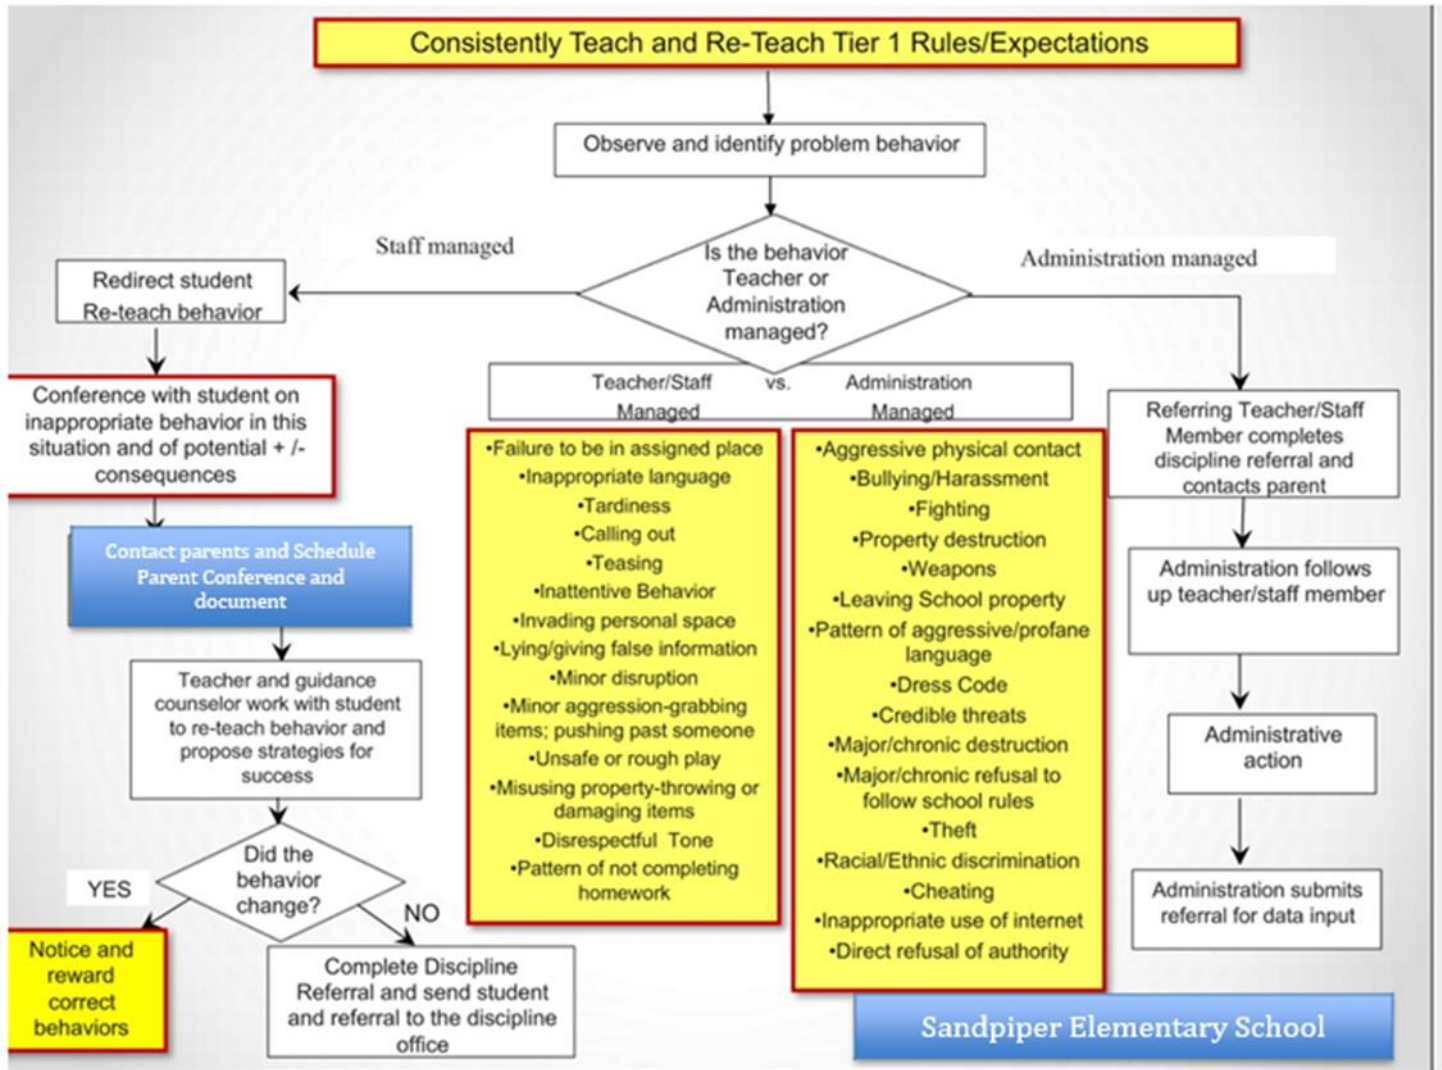 Consistently Teach and Re-Teach Tier 1 Rules/Expectations
Observe and identify problem behavior
Is the behavior
Teacher or
Administration
managed?
Staff managed
Administration managed
Redirect student
Re-teach behavior
Conference with student on
inappropriate behavior in this
situation and of potential + /-
consequences
Contact parents and Schedule
Parent Conference and
document
Teacher and guidance
counselor work with student
to re-teach behavior and
propose strategies for
success
Did the
behavior
change?
YES
NO
Notice and
reward
correct
behaviors
Complete Discipline
Referral and send student
and referral to the discipline
office
Teacher/Staff vs. Administration
Managed Managed
•Failure to be in assigned place
•Inappropriate language
•Tardiness
•Calling out
•Teasing
•Inattentive Behavior
•Invading personal space
•Lying/giving false information
•Minor disruption
•Minor aggression-grabbing
items; pushing past someone
•Unsafe or rough play
•Misusing property-throwing or
damaging items
•Disrespectful Tone
•Pattern of not completing
homework
•Aggressive physical contact
•Bullying/Harassment
•Fighting
•Property destruction
•Weapons
•Leaving School property
•Pattern of aggressive/profane
language
•Dress Code
•Credible threats
•Major/chronic destruction
•Major/chronic refusal to
follow school rules
•Theft
•Racial/Ethnic discrimination
•Cheating
•Inappropriate use of internet
•Direct refusal of authority
Referring Teacher/Staff
Member completes
discipline referral and
contacts parent
Administration follows
up teacher/staff member
Administrative
action
Administration submits
referral for data input
Sandpiper Elementary School